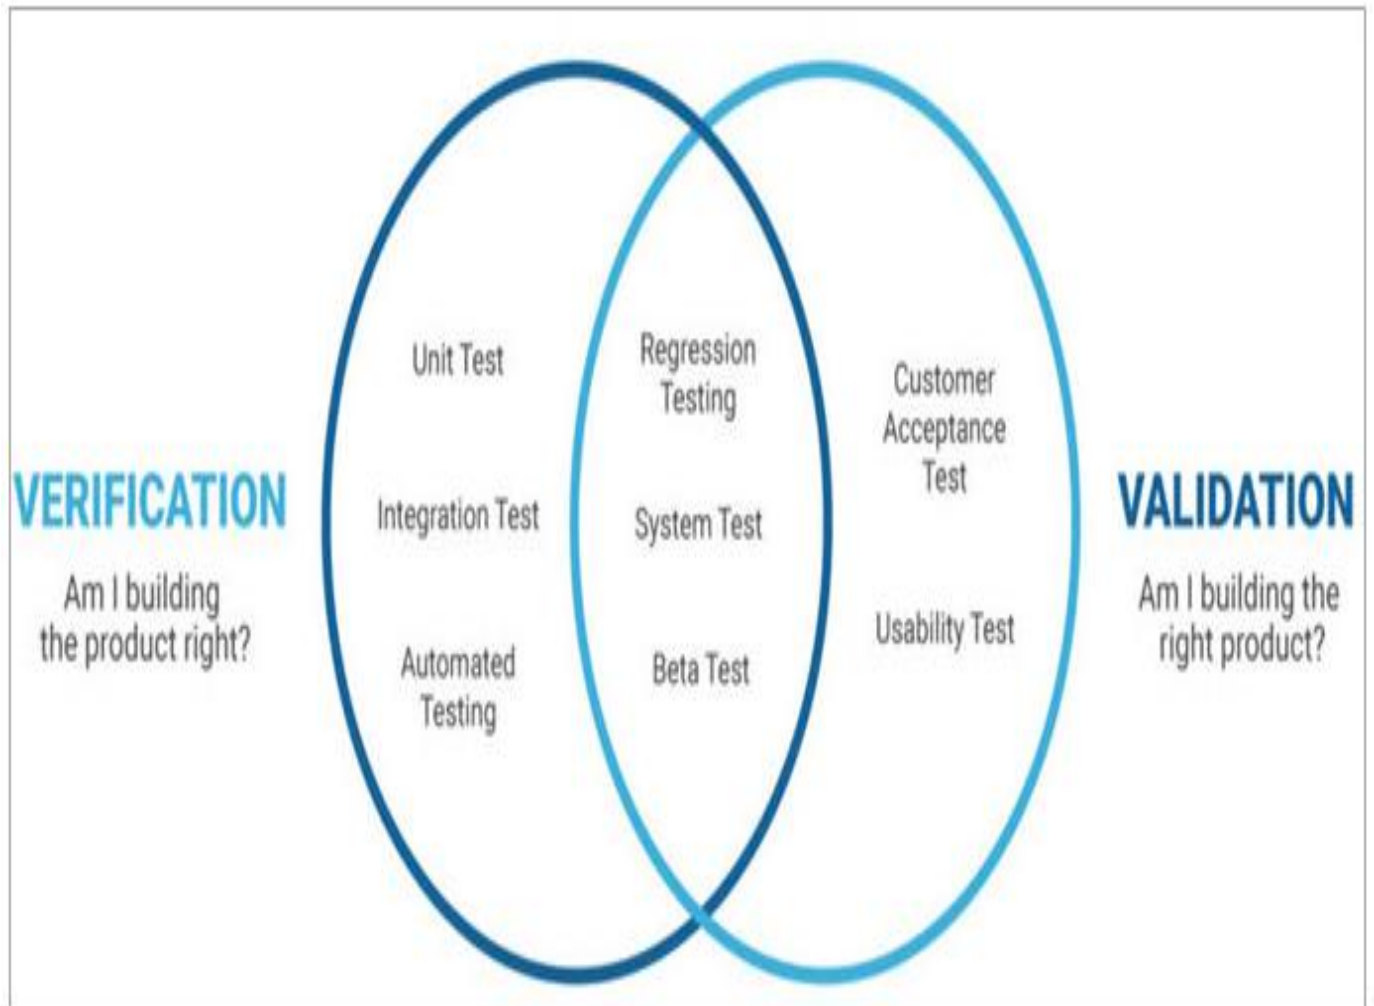 VERIFICATION
Am I building
the product right?
Unit Test
Integration Test
Automated
Testing
Regression
Testing
System Test
Beta Test
Customer
Acceptance
Test
Usability Test
VALIDATION
Am I building the
right product?